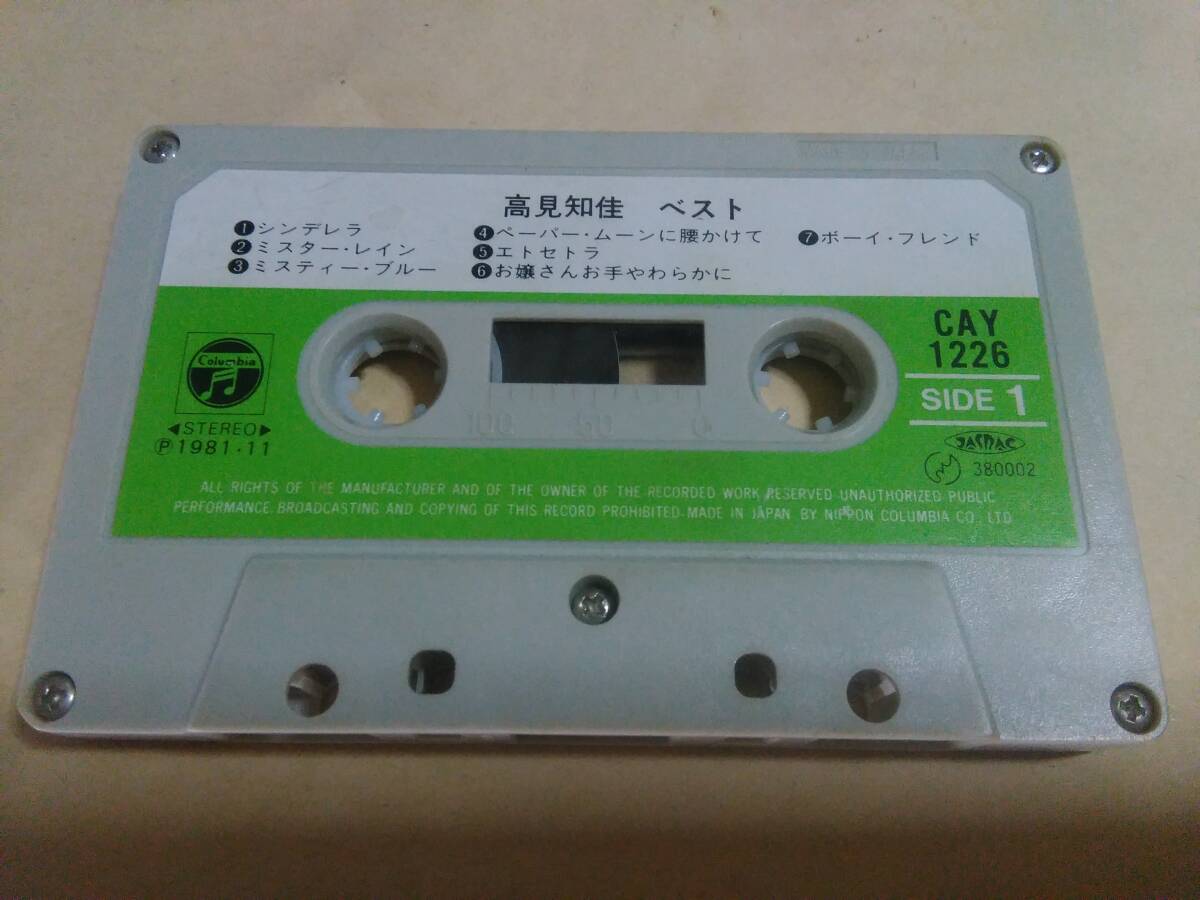 高見知佳 ベスト
❶シンデレラ
❷ミスター・レイン
❸ミスティー・ブルー
❹ペーパー・ムーンに腰かけて
❺エトセトラ
❻お嬢さんお手やわらかに
❼ボーイ・フレンド
Columbia
◀STEREO▶
Ⓟ1981・11
100 50 0
CAY
1226
SIDE 1
JASRAC
380002
ALL RIGHTS OF THE MANUFACTURER AND OF THE OWNER OF THE RECORDED WORK RESERVED UNAUTHORIZED PUBLIC
PERFORMANCE. BROADCASTING AND COPYING OF THIS RECORD PROHIBITED-MADE IN JAPAN BY NIPPON COLUMBIA CO., LTD